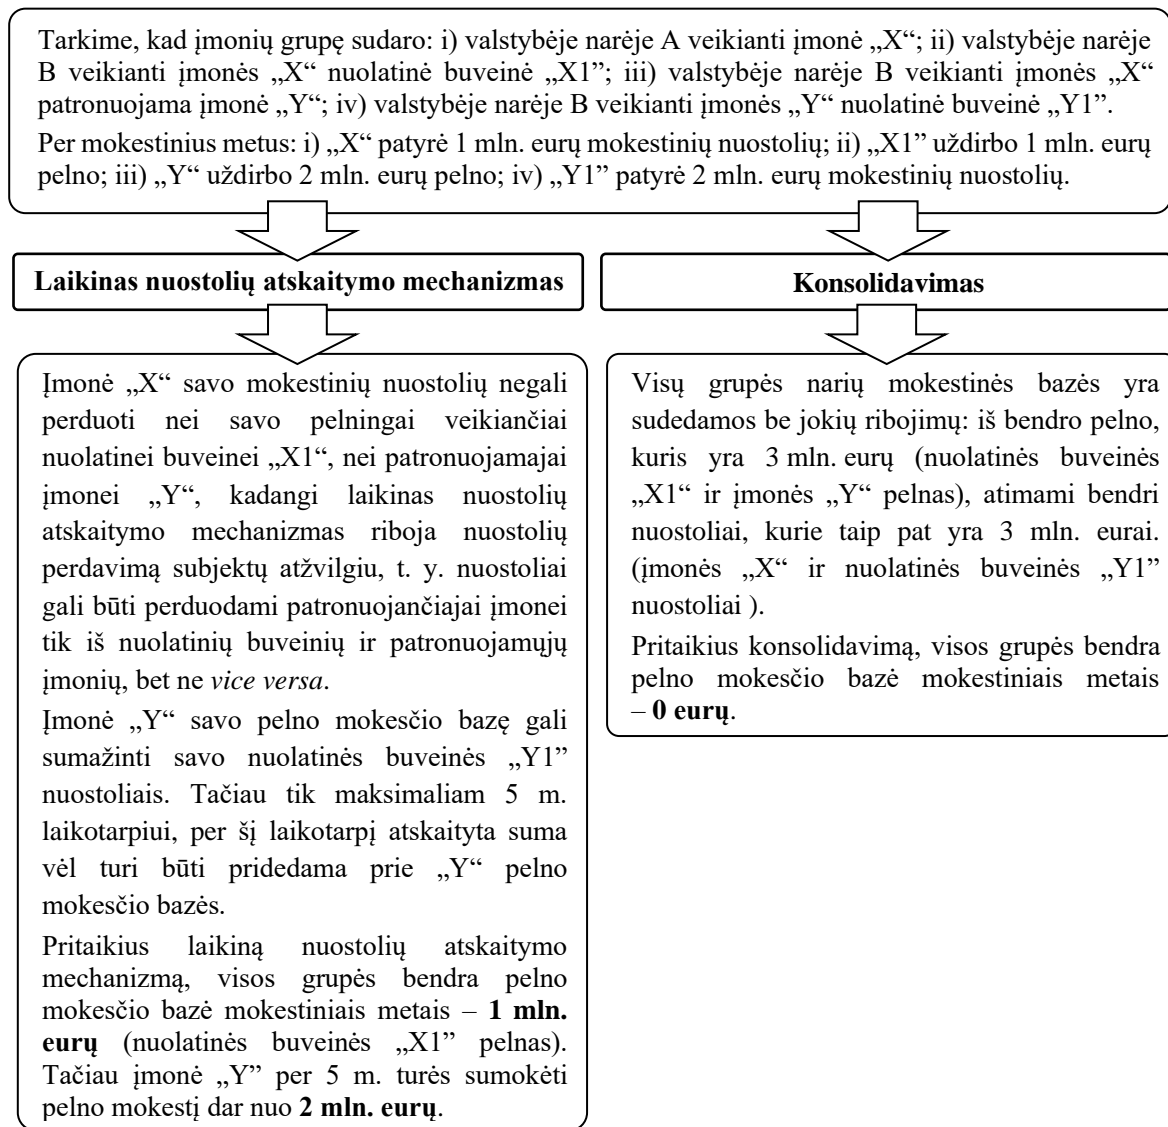 Tarkime, kad įmonių grupę sudaro: i) valstybėje narėje A veikianti įmonė „X“; ii) valstybėje narėje
B veikianti įmonės „X“ nuolatinė buveinė „X1”; iii) valstybėje narėje B veikianti įmonės „X“
patronuojama įmonė „Y“; iv) valstybėje narėje B veikianti įmonės „Y“ nuolatinė buveinė „Y1”.
Per mokestinius metus: i) „X“ patyrė 1 mln. eurų mokestinių nuostolių; ii) „X1” uždirbo 1 mln. eurų
pelno; iii) „Y“ uždirbo 2 mln. eurų pelno; iv) „Y1” patyrė 2 mln. eurų mokestinių nuostolių.
Laikinas nuostolių atskaitymo mechanizmas
Įmonė „X“ savo mokestinių nuostolių negali
perduoti nei savo pelningai veikiančiai
nuolatinei buveinei „X1“, nei patronuojamajai
įmonei „Y“, kadangi laikinas nuostolių
atskaitymo mechanizmas riboja nuostolių
perdavimą subjektų atžvilgiu, t. y. nuostoliai
gali būti perduodami patronuojančiajai įmonei
tik iš nuolatinių buveinių ir patronuojamųjų
įmonių, bet ne vice versa.
Įmonė „Y“ savo pelno mokesčio bazę gali
sumažinti savo nuolatinės buveinės „Y1”
nuostoliais. Tačiau tik maksimaliam 5 m.
laikotarpiui, per šį laikotarpį atskaityta suma
vėl turi būti pridedama prie „Y“ pelno
mokesčio bazės.
Pritaikius laikiną nuostolių atskaitymo
mechanizmą, visos grupės bendra pelno
mokesčio bazė mokestiniais metais – 1 mln.
eurų (nuolatinės buveinės „X1” pelnas).
Tačiau įmonė „Y“ per 5 m. turės sumokėti
pelno mokestį dar nuo 2 mln. eurų.
Konsolidavimas
Visų grupės narių mokestinės bazės yra
sudedamos be jokių ribojimų: iš bendro pelno,
kuris yra 3 mln. eurų (nuolatinės buveinės
„X1” ir įmonės „Y“ pelnas), atimami bendri
nuostoliai, kurie taip pat yra 3 mln. eurai.
(įmonės „X“ ir nuolatinės buveinės „Y1”
nuostoliai ).
Pritaikius konsolidavimą, visos grupės bendra
pelno mokesčio bazė mokestiniais metais
– 0 eurų.